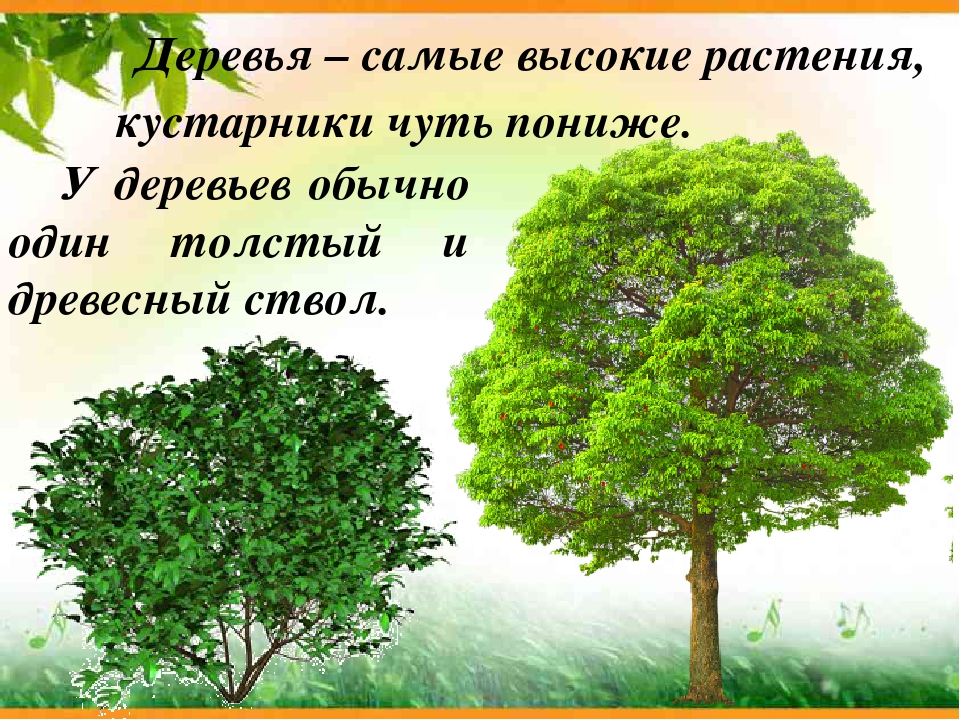 Деревья – самые высокие растения,
кустарники чуть пониже.
У деревьев обычно
один толстый и
древесный ствол.